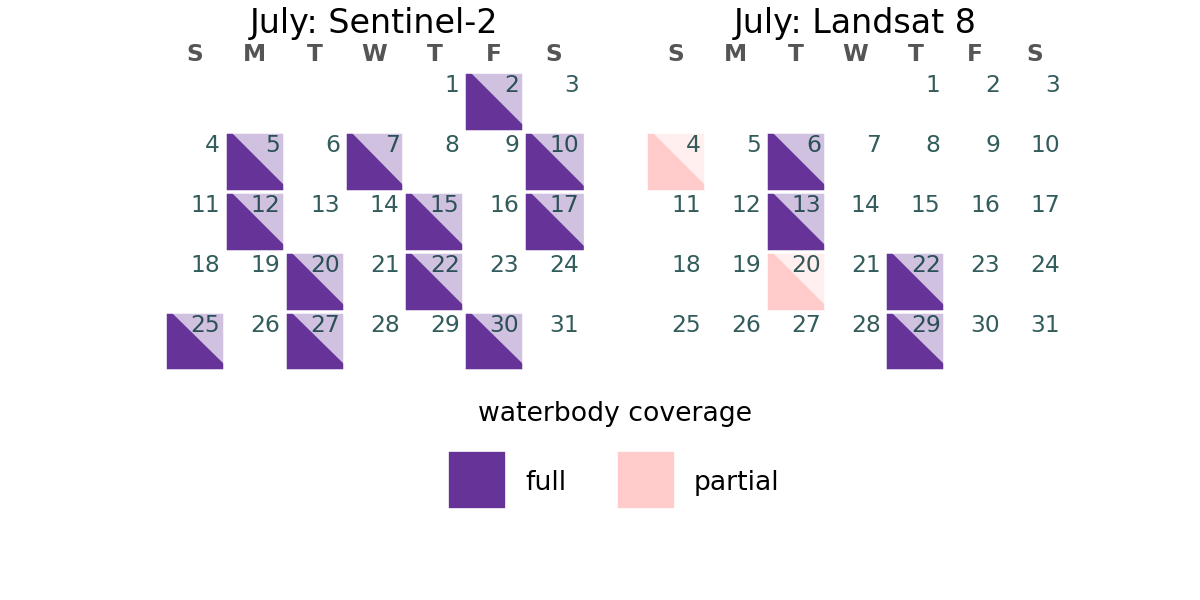 July: Sentinel-2
S M T W T F S
1 2 3
4 5 6 7 8 9 10
11 12 13 14 15 16 17
18 19 20 21 22 23 24
25 26 27 28 29 30 31
July: Landsat 8
S M T W T F S
1 2 3
4 5 6 7 8 9 10
11 12 13 14 15 16 17
18 19 20 21 22 23 24
25 26 27 28 29 30 31
waterbody coverage
full
partial